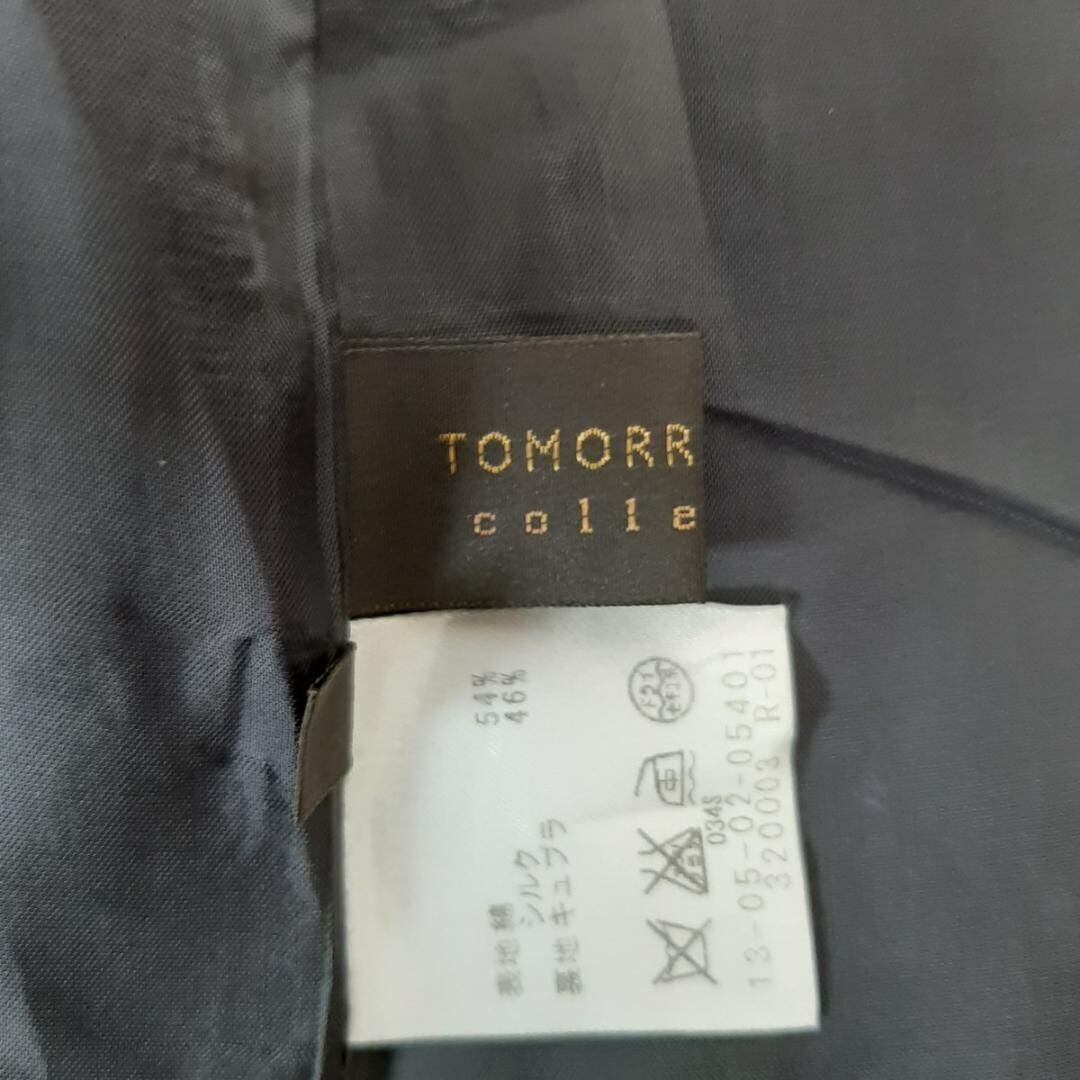 TOMORR
colle
表地 綿 54%
シルク 46%
裏地 キュプラ
034S
13-05-02-05401
320003 R-01